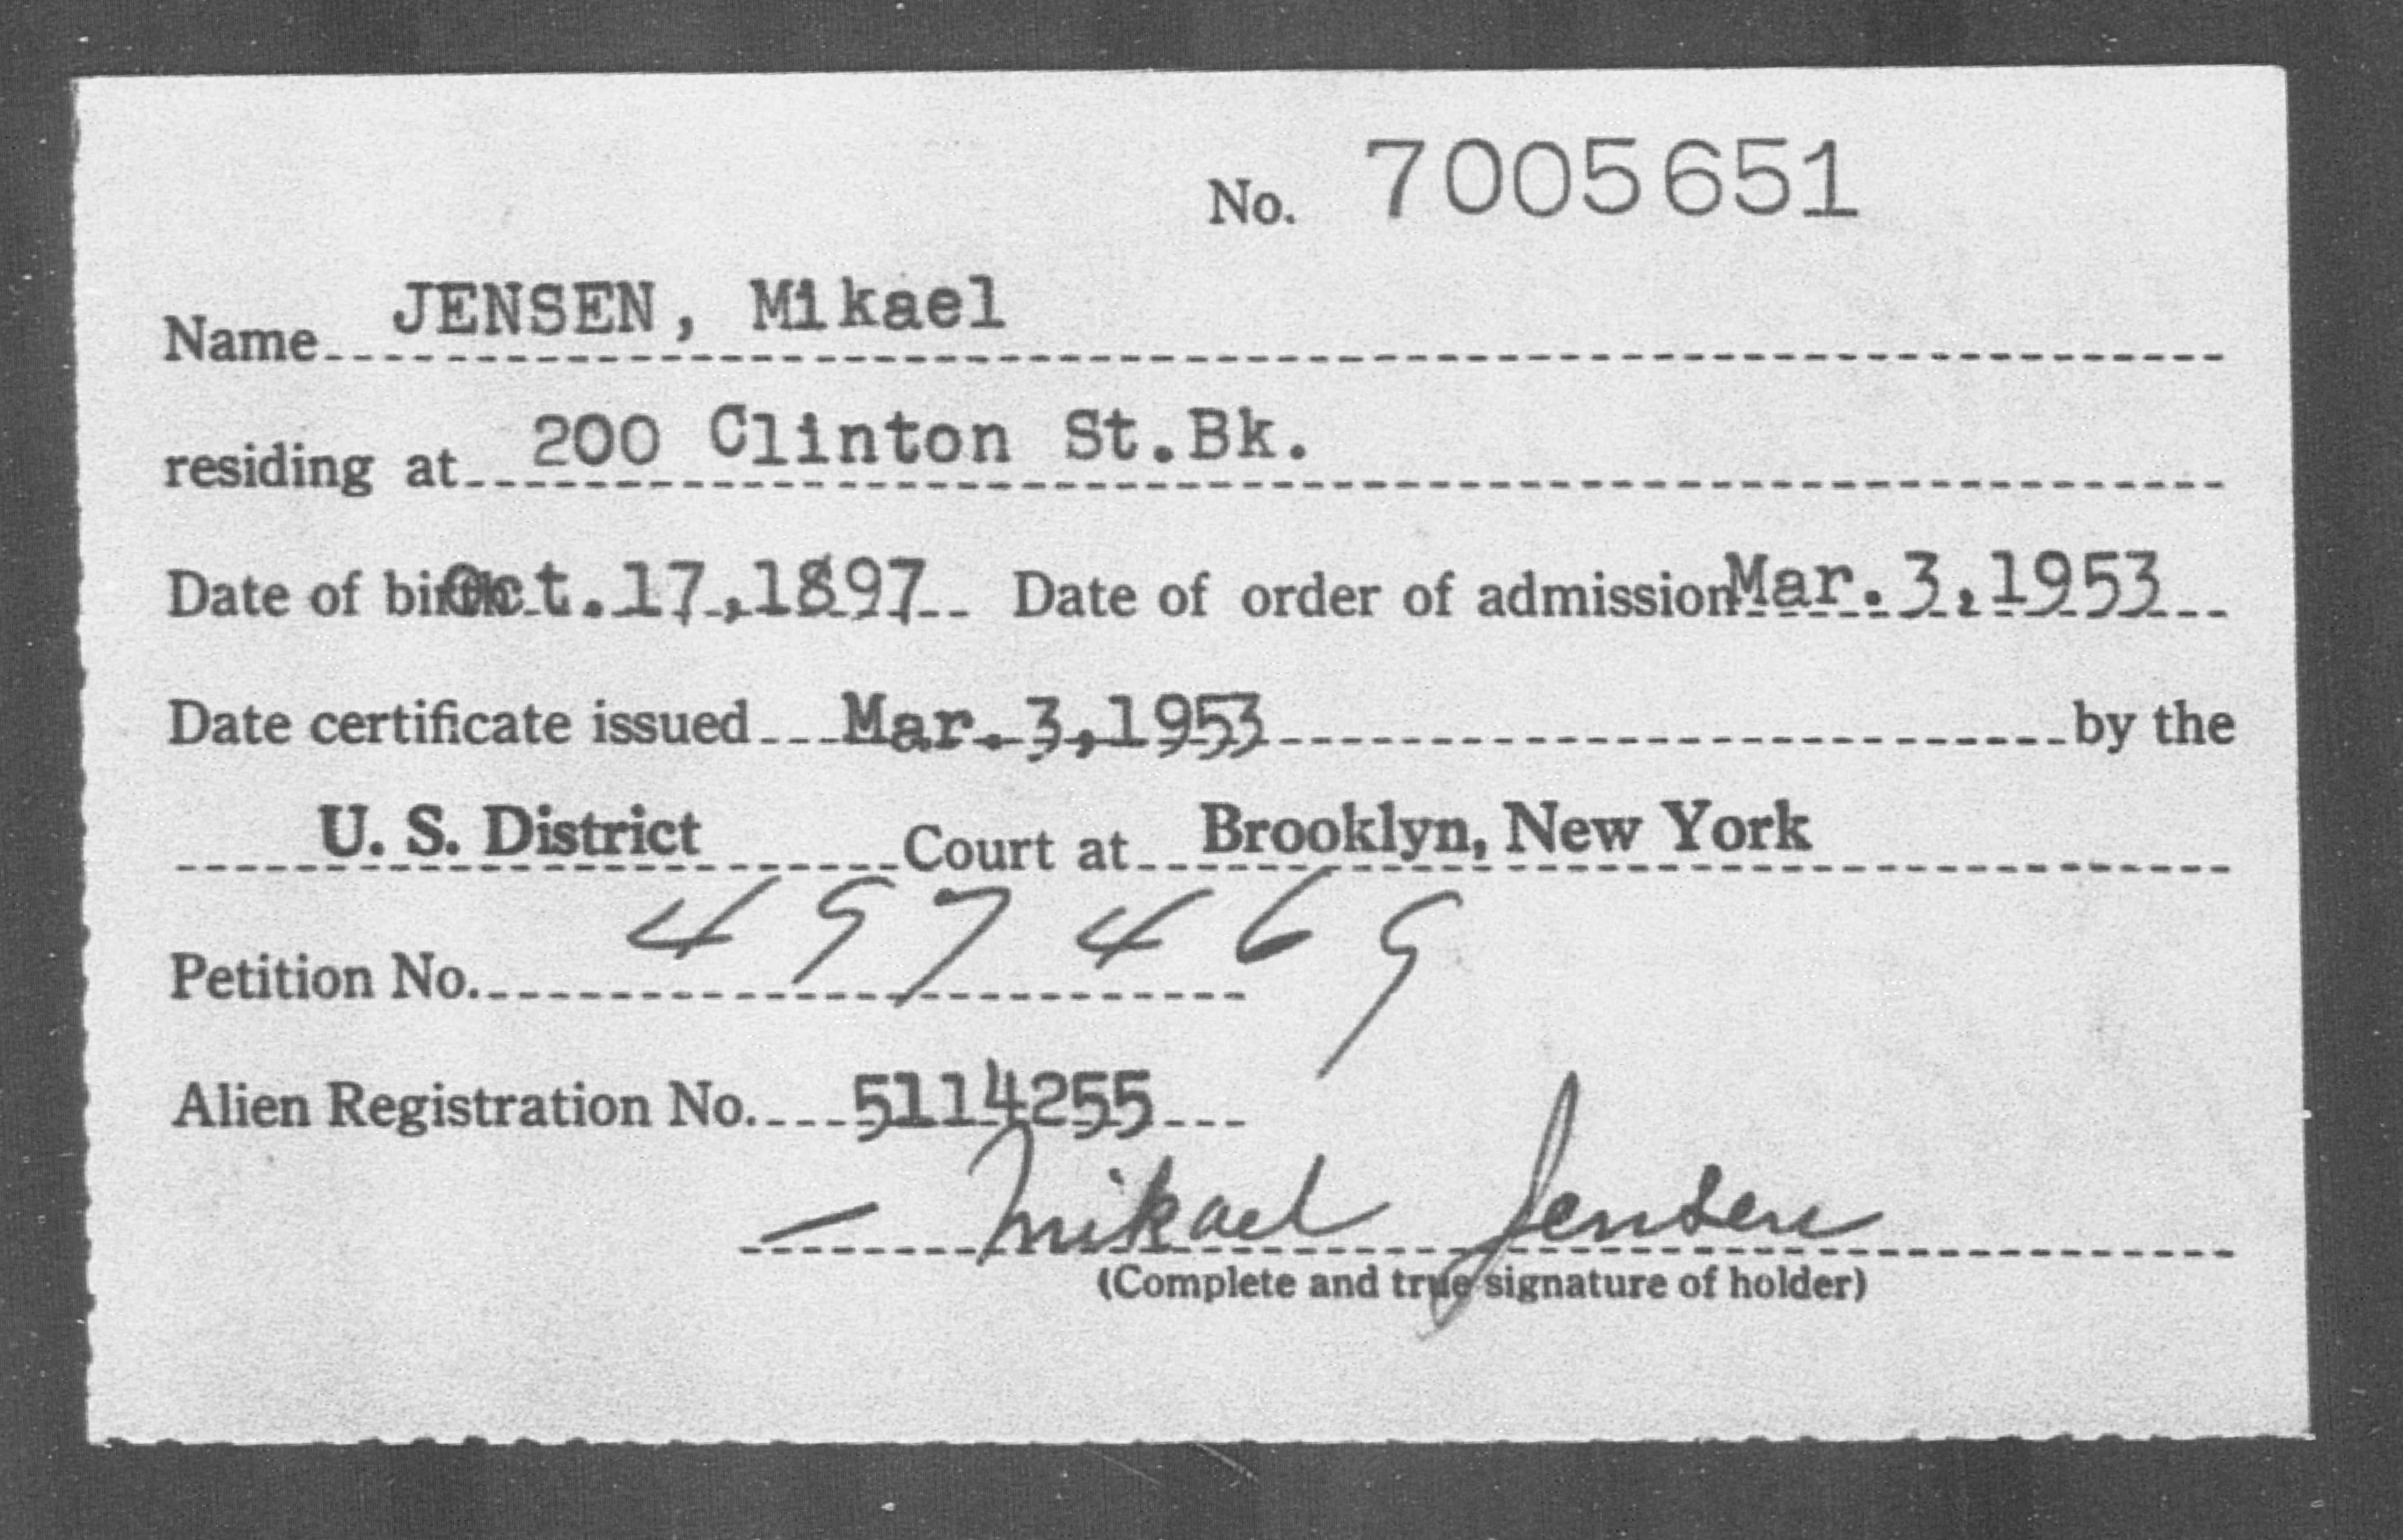 No. 7005651
Name JENSEN, Mikael
residing at 200 Clinton St.Bk.
Date of birth Oct.17,1897 Date of order of admission Mar.3,1953
Date certificate issued Mar.3,1953 by the
U. S. District Court at Brooklyn, New York
Petition No. 497469
Alien Registration No. 5114255
Mikael Jensen
(Complete and true signature of holder)